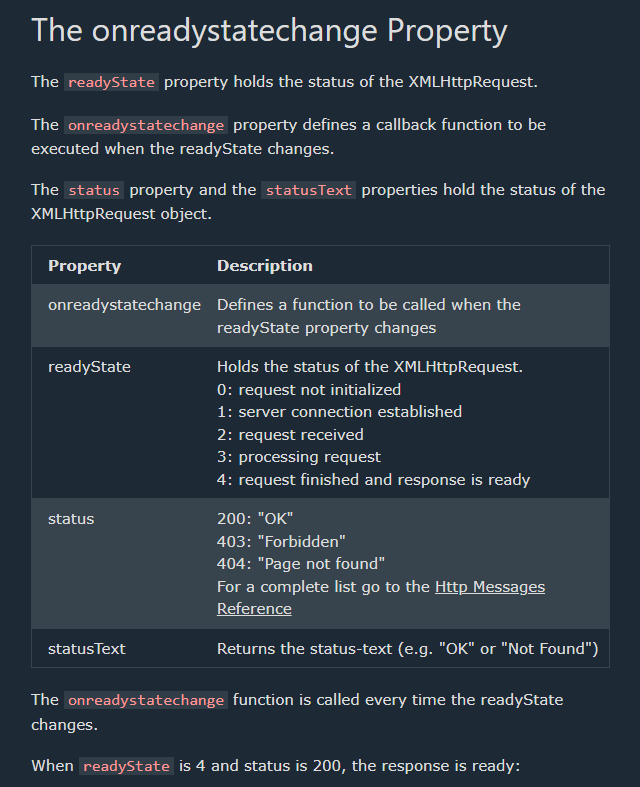 The onreadystatechange Property
The readyState property holds the status of the XMLHttpRequest.
The onreadystatechange property defines a callback function to be
executed when the readyState changes.
The status property and the statusText properties hold the status of the
XMLHttpRequest object.
Property Description
onreadystatechange Defines a function to be called when the
readyState property changes
readyState Holds the status of the XMLHttpRequest.
0: request not initialized
1: server connection established
2: request received
3: processing request
4: request finished and response is ready
status 200: "OK"
403: "Forbidden"
404: "Page not found"
For a complete list go to the Http Messages
Reference
statusText Returns the status-text (e.g. "OK" or "Not Found")
The onreadystatechange function is called every time the readyState
changes.
When readyState is 4 and status is 200, the response is ready: